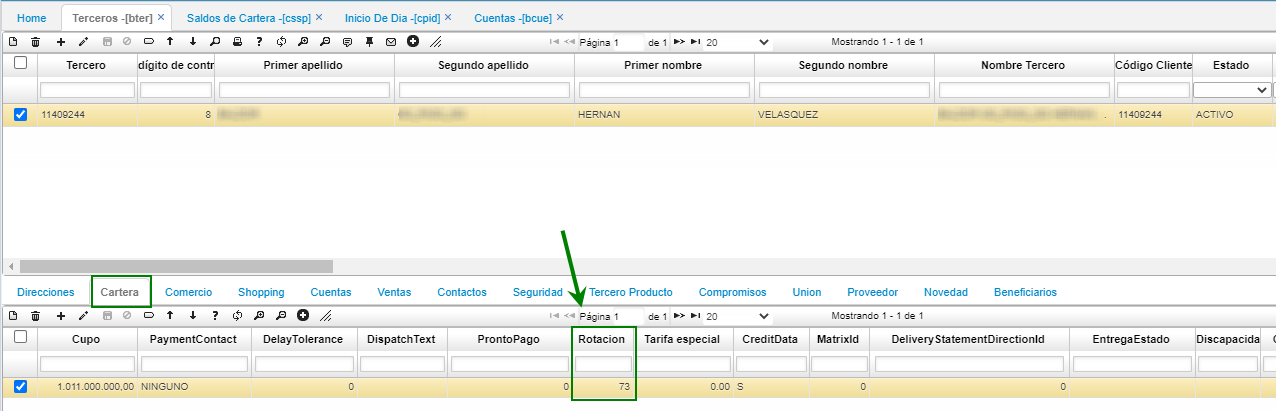 Home Terceros -[bter] × Saldos de Cartera -[cssp] × Inicio De Dia -[cpid] × Cuentas -[bcue] ×
Página 1 de 1 20 Mostrando 1 - 1 de 1
Tercero dígito de contr Primer apellido Segundo apellido Primer nombre Segundo nombre Nombre Tercero Código Cliente Estado
11409244 8 HERNAN VELASQUEZ . 11409244 ACTIVO
Direcciones Cartera Comercio Shopping Cuentas Ventas Contactos Seguridad Tercero Producto Compromisos Union Proveedor Novedad Beneficiarios
Página 1 de 1 20 Mostrando 1 - 1 de 1
Cupo PaymentContact DelayTolerance DispatchText ProntoPago Rotacion Tarifa especial CreditData MatrixId DeliveryStatementDirectionId EntregaEstado Discapacida
1.011.000.000,00 NINGUNO 0 0 73 0.00 S 0 0